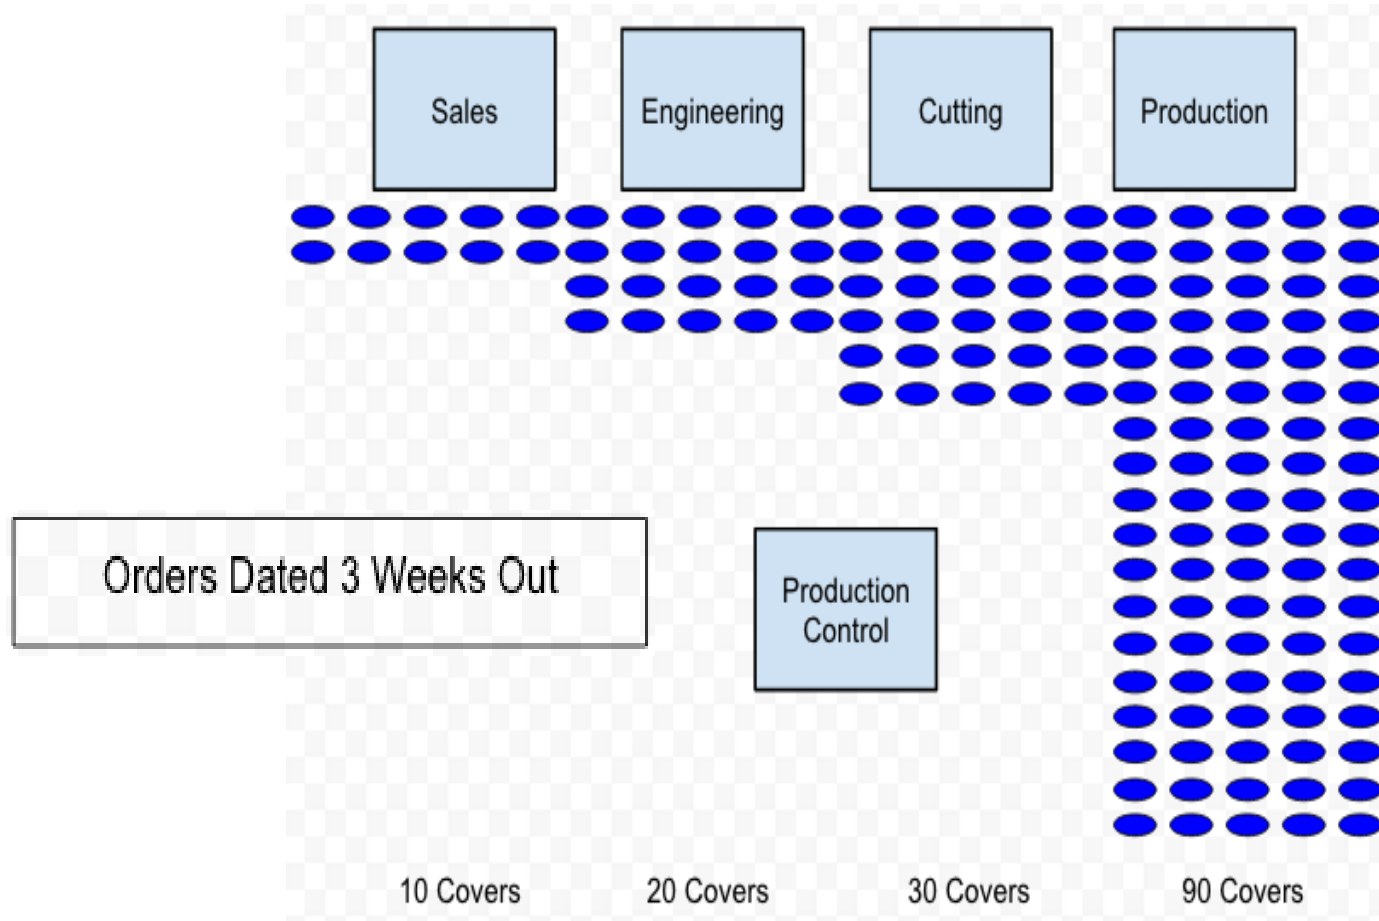 Sales
Engineering
Cutting
Production
Orders Dated 3 Weeks Out
Production
Control
10 Covers
20 Covers
30 Covers
90 Covers